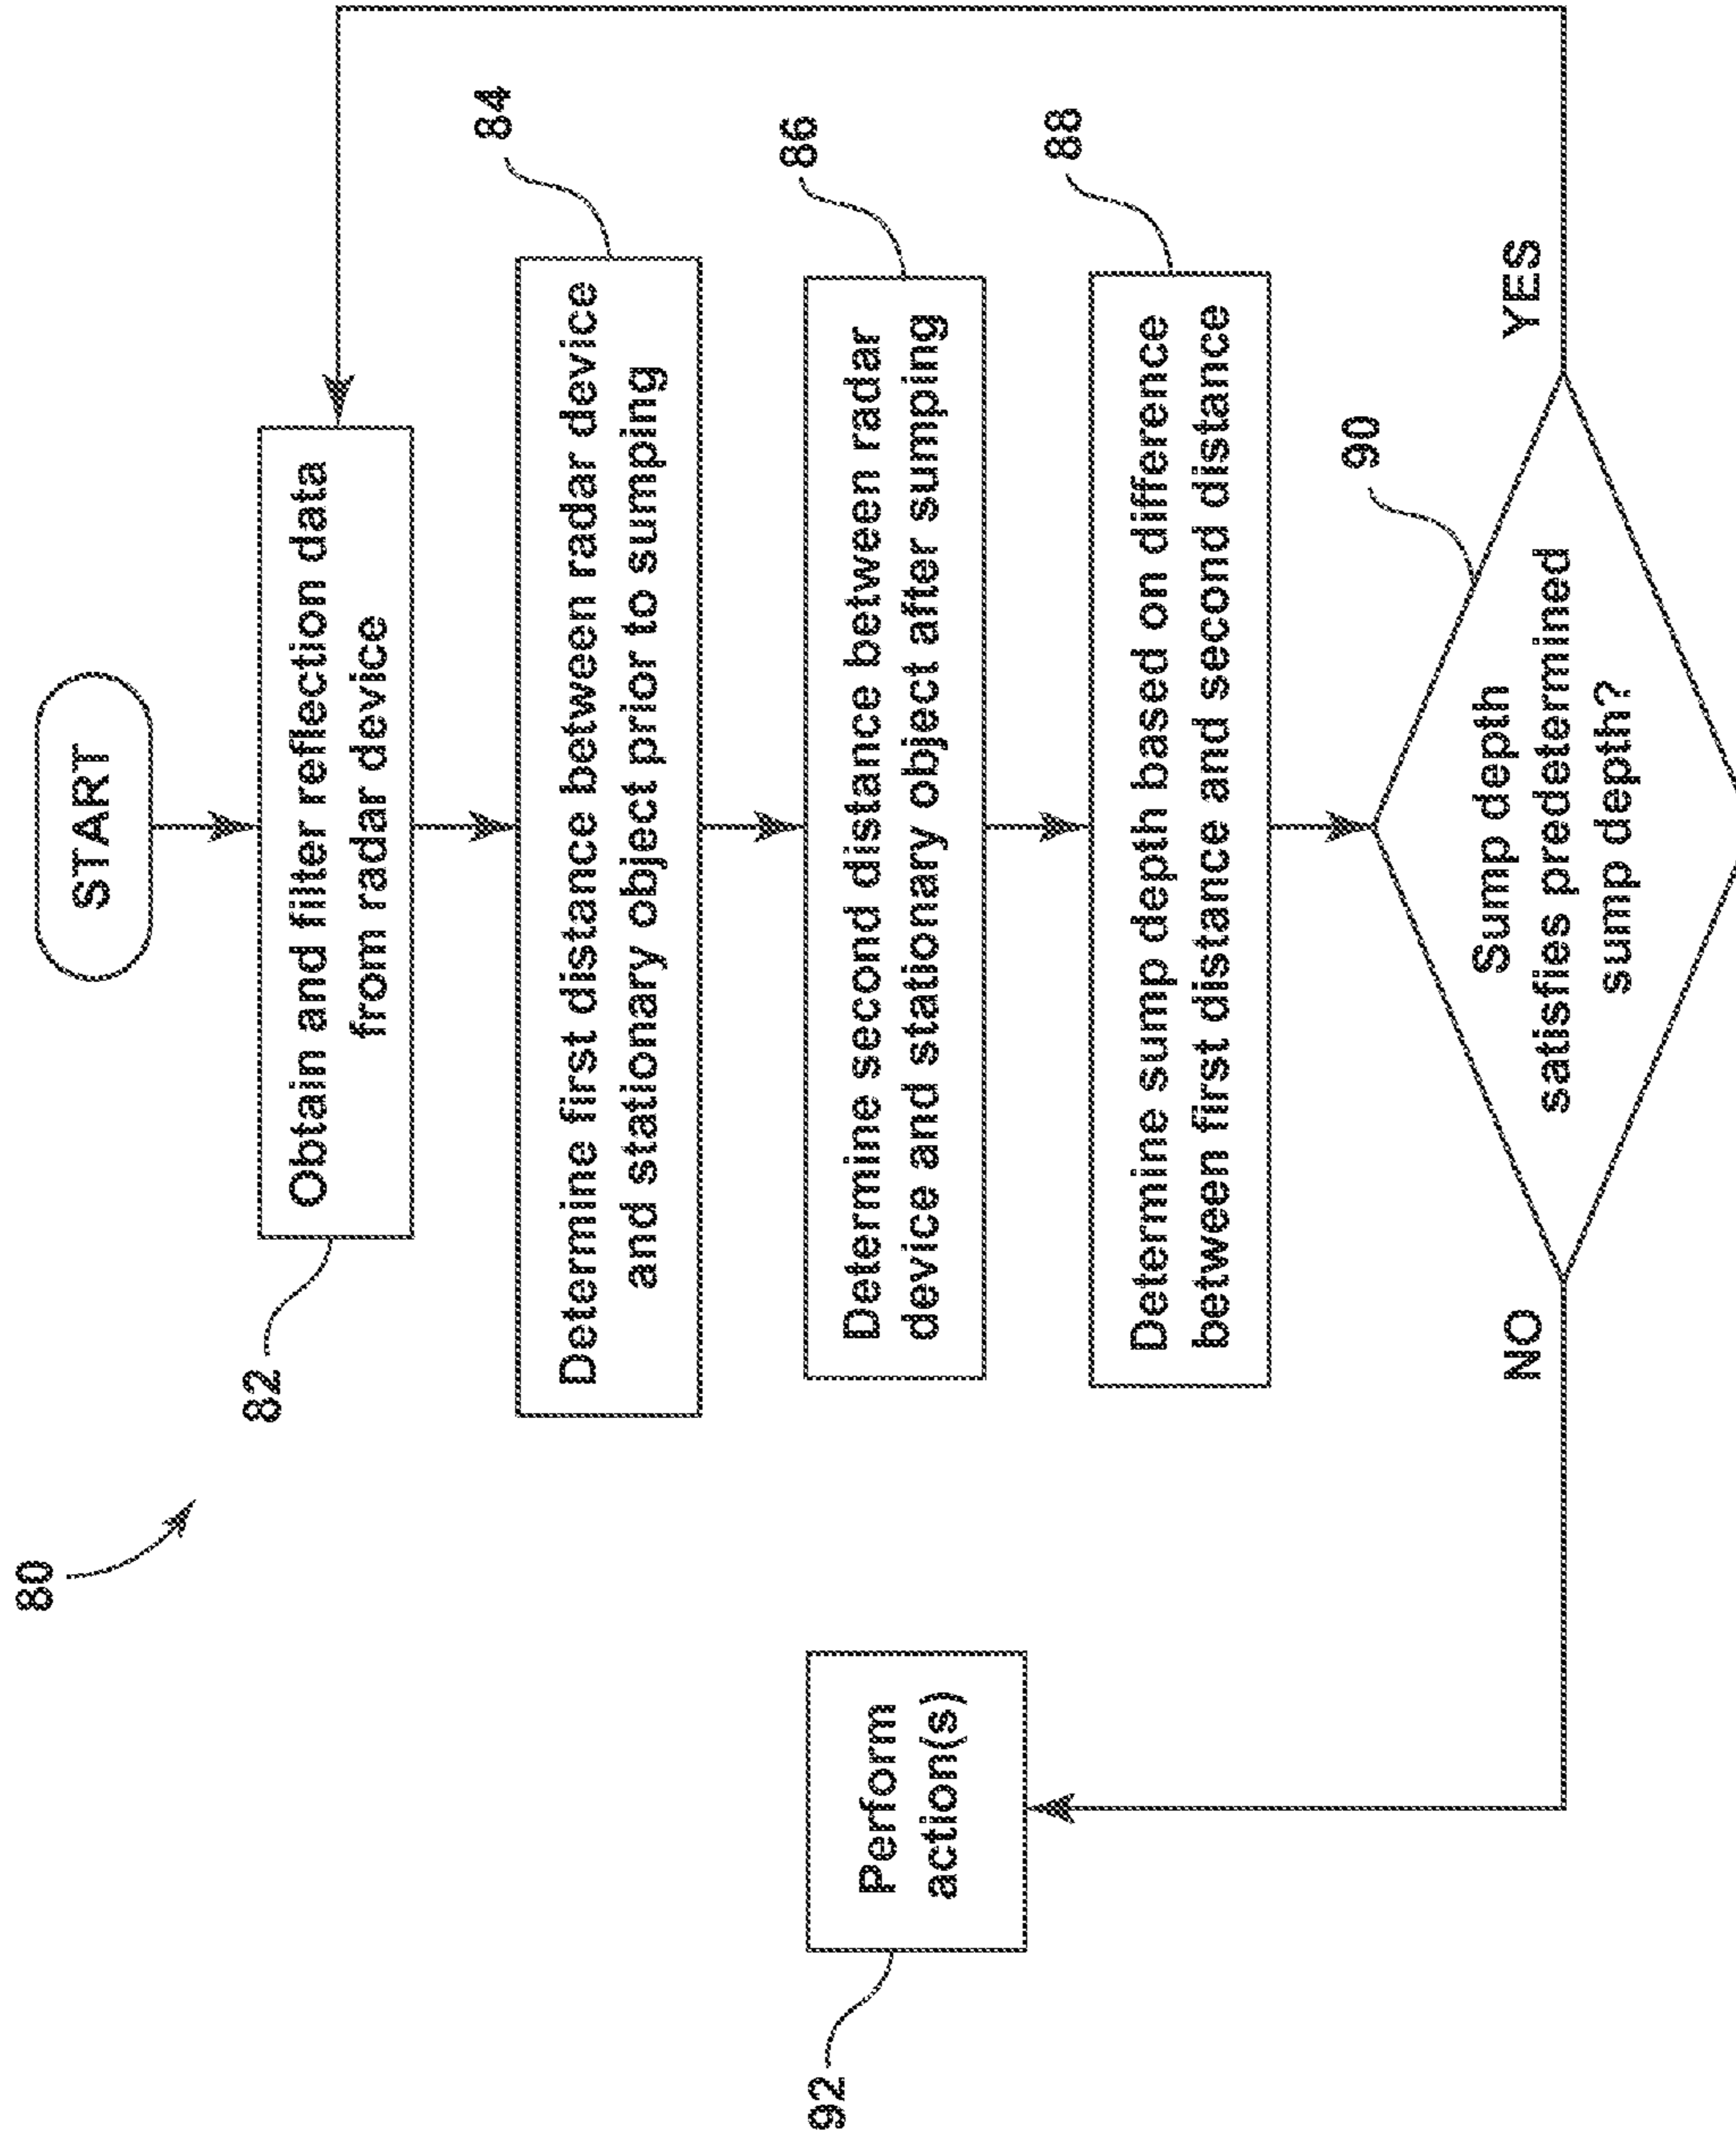 80
START
82
Obtain and filter reflection data
from radar device
84
Determine first distance between radar device
and stationary object prior to sumping
86
Determine second distance between radar
device and stationary object after sumping
88
Determine sump depth based on difference
between first distance and second distance
90
Sump depth
satisfies predetermined
sump depth?
NO
YES
92
Perform
action(s)